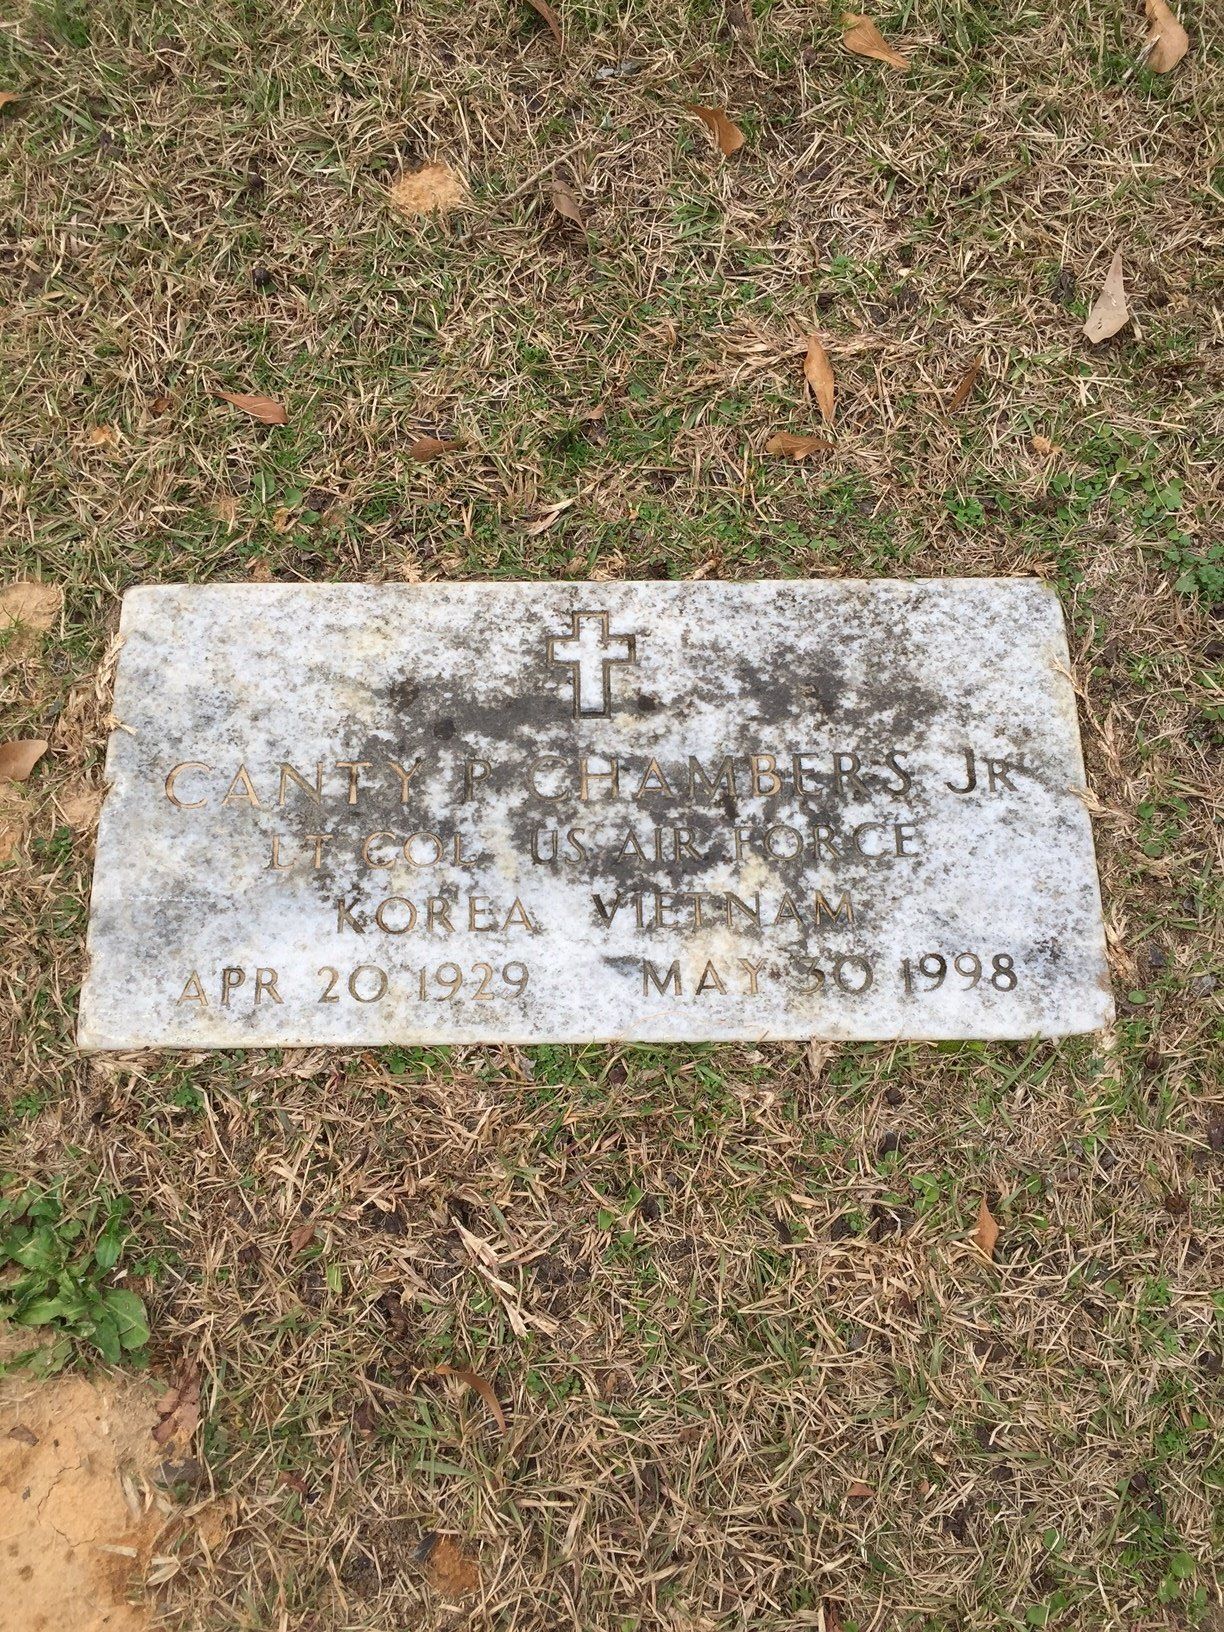 CANTY P CHAMBERS JR
LT COL US AIR FORCE
KOREA VIETNAM
APR 20 1929 MAY 30 1998